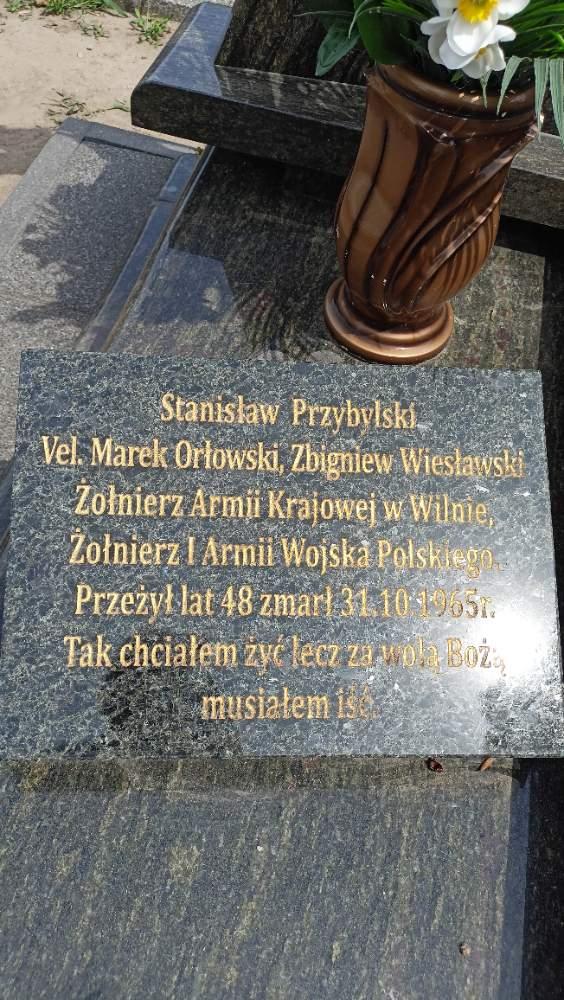 Stanisław Przybylski
Vel. Marek Orłowski, Zbigniew Wiesławski
Żołnierz Armii Krajowej w Wilnie,
Żołnierz I Armii Wojska Polskiego.
Przeżył lat 48 zmarł 31.10.1965r.
Tak chciałem żyć lecz za wolą Bożą
musiałem iść.